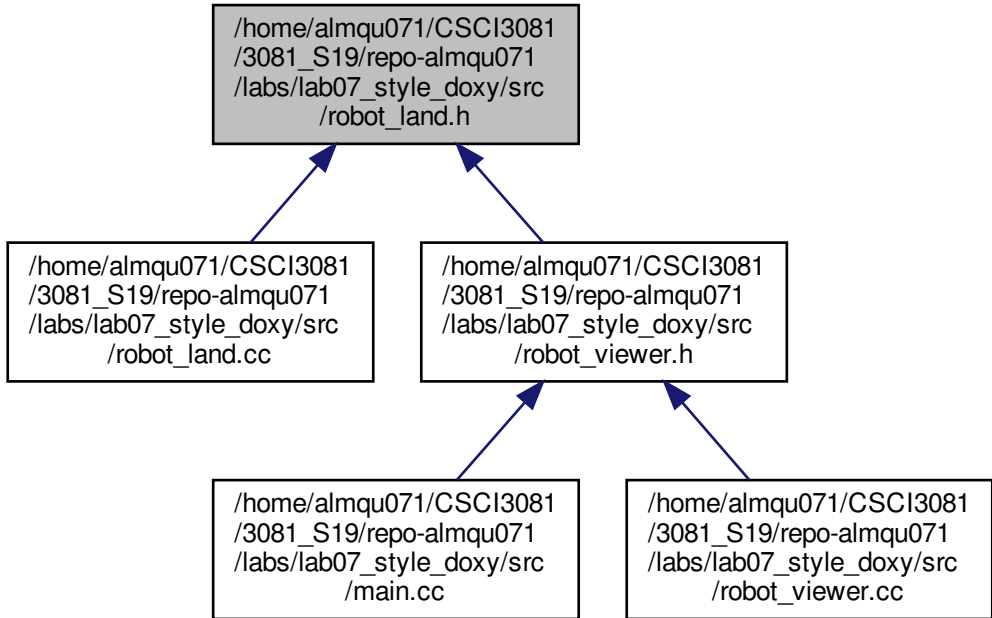 /home/almqu071/CSCI3081
/3081_S19/repo-almqu071
/labs/lab07_style_doxy/src
/robot_land.h
/home/almqu071/CSCI3081
/3081_S19/repo-almqu071
/labs/lab07_style_doxy/src
/robot_land.cc
/home/almqu071/CSCI3081
/3081_S19/repo-almqu071
/labs/lab07_style_doxy/src
/robot_viewer.h
/home/almqu071/CSCI3081
/3081_S19/repo-almqu071
/labs/lab07_style_doxy/src
/main.cc
/home/almqu071/CSCI3081
/3081_S19/repo-almqu071
/labs/lab07_style_doxy/src
/robot_viewer.cc